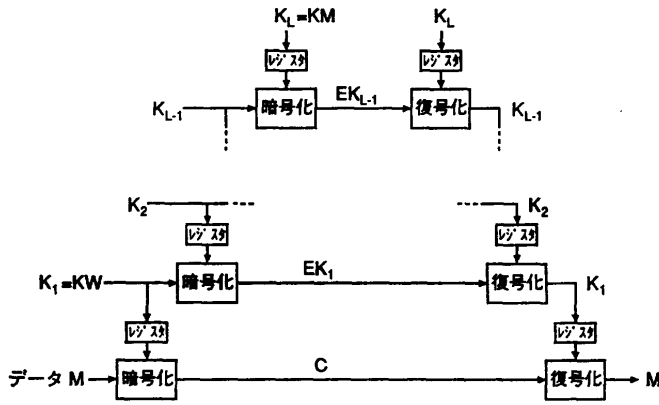 K_L=KM K_L
ﾚｼﾞｽﾀ ﾚｼﾞｽﾀ
K_{L-1} 暗号化 EK_{L-1} 復号化 K_{L-1}
K_2 K_2
ﾚｼﾞｽﾀ ﾚｼﾞｽﾀ
K_1=KW 暗号化 EK_1 復号化 K_1
ﾚｼﾞｽﾀ ﾚｼﾞｽﾀ
データ M 暗号化 C 復号化 M